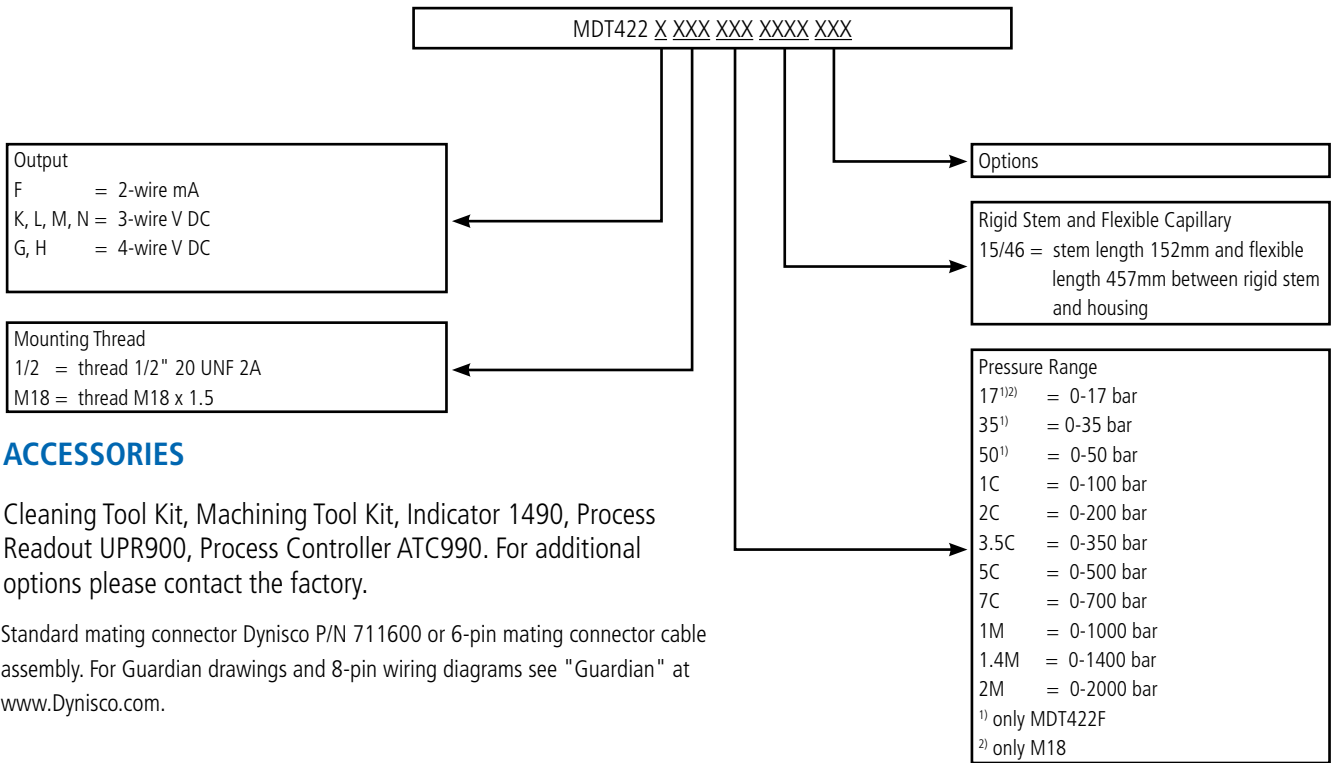 MDT422 X XXX XXX XXXX XXX
Output
F = 2-wire mA
K, L, M, N = 3-wire V DC
G, H = 4-wire V DC
Mounting Thread
1/2 = thread 1/2" 20 UNF 2A
M18 = thread M18 x 1.5
Options
Rigid Stem and Flexible Capillary
15/46 = stem length 152mm and flexible
length 457mm between rigid stem
and housing
Pressure Range
17¹⁾²⁾ = 0-17 bar
35¹⁾ = 0-35 bar
50¹⁾ = 0-50 bar
1C = 0-100 bar
2C = 0-200 bar
3.5C = 0-350 bar
5C = 0-500 bar
7C = 0-700 bar
1M = 0-1000 bar
1.4M = 0-1400 bar
2M = 0-2000 bar
¹⁾ only MDT422F
²⁾ only M18
ACCESSORIES
Cleaning Tool Kit, Machining Tool Kit, Indicator 1490, Process
Readout UPR900, Process Controller ATC990. For additional
options please contact the factory.
Standard mating connector Dynisco P/N 711600 or 6-pin mating connector cable
assembly. For Guardian drawings and 8-pin wiring diagrams see "Guardian" at
www.Dynisco.com.